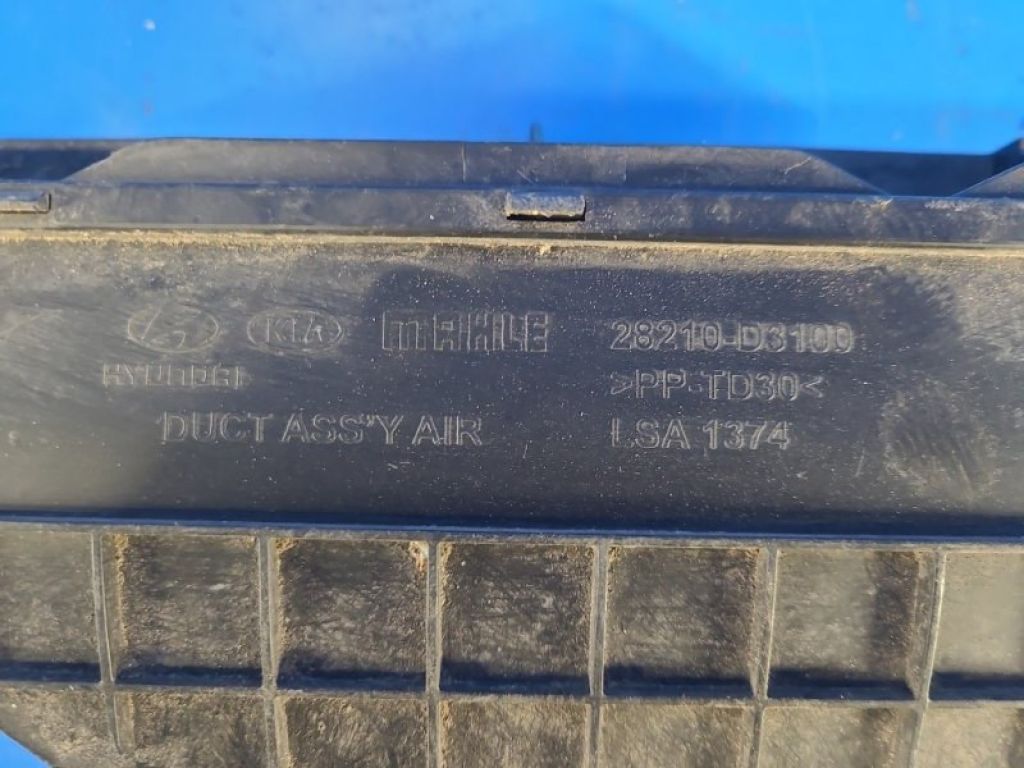 KIA MAHLE 28210-D3100
HYUNDAI >PP-TD30<
DUCT ASS'Y AIR LSA 1374